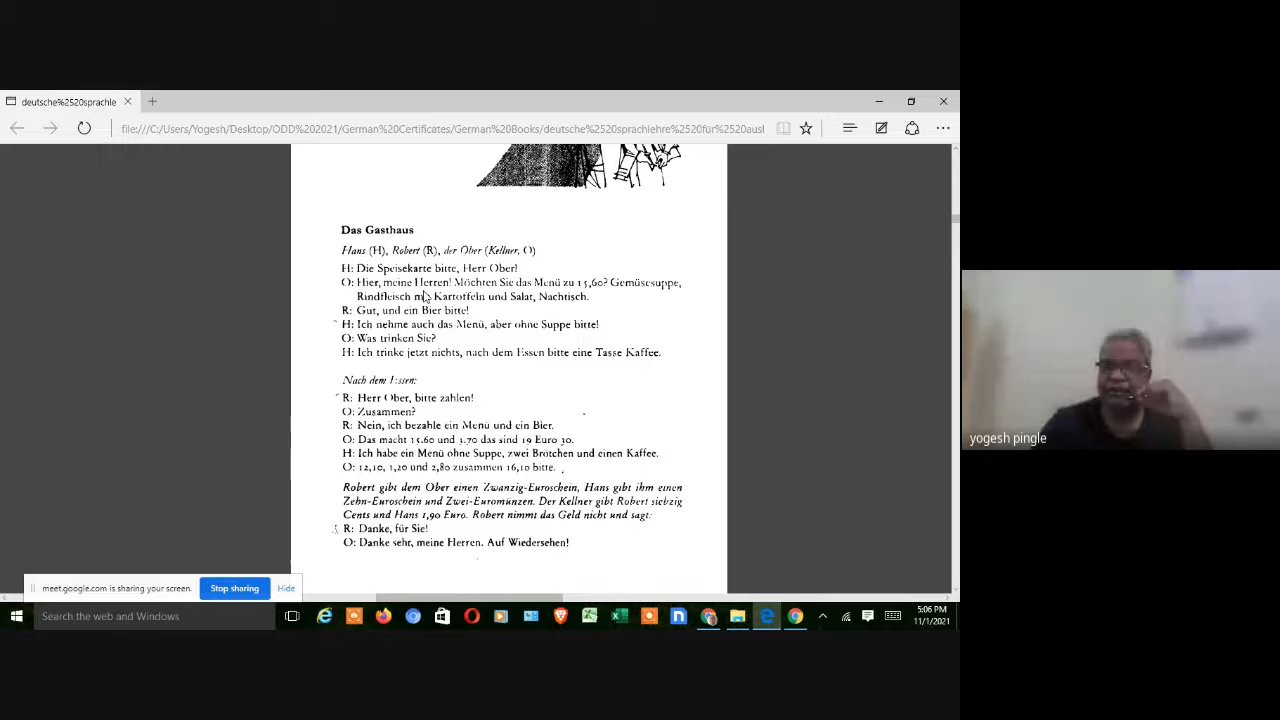 deutsche%2520sprachle
file:///C:/Users/Yogesh/Desktop/ODD%202021/German%20Certificates/German%20Books/deutsche%2520sprachlehre%2520für%2520ausl
Das Gasthaus
Hans (H), Robert (R), der Ober (Kellner, O)
H: Die Speisekarte bitte, Herr Ober!
O: Hier, meine Herren! Möchten Sie das Menü zu 15,60? Gemüsesuppe,
Rindfleisch Kartoffeln und Salat, Nachtisch.
R: Gut, und ein Bier bitte!
H: Ich nehme auch das Menü, aber ohne Suppe bitte!
O: Was trinken Sie?
H: Ich trinke jetzt nichts, nach dem Essen bitte eine Tasse Kaffee.
Nach dem Essen:
R: Herr Ober, bitte zahlen!
O: Zusammen?
R: Nein, ich bezahle ein Menü und ein Bier.
O: Das macht 15.60 und 3.70 das sind 19 Euro 30.
H: Ich habe ein Menü ohne Suppe, zwei Brötchen und einen Kaffee.
O: 12,10, 1,20 und 2,80 zusammen 16,10 bitte.
Robert gibt dem Ober einen Zwanzig-Euroschein, Hans gibt ihm einen
Zehn-Euroschein und Zwei-Euromünzen. Der Kellner gibt Robert siebzig
Cents und Hans 1,90 Euro. Robert nimmt das Geld nicht und sagt:
R: Danke, für Sie!
O: Danke sehr, meine Herren. Auf Wiedersehen!
yogesh pingle
meet.google.com is sharing your screen.
Stop sharing
Hide
Search the web and Windows
5:06 PM
11/1/2021